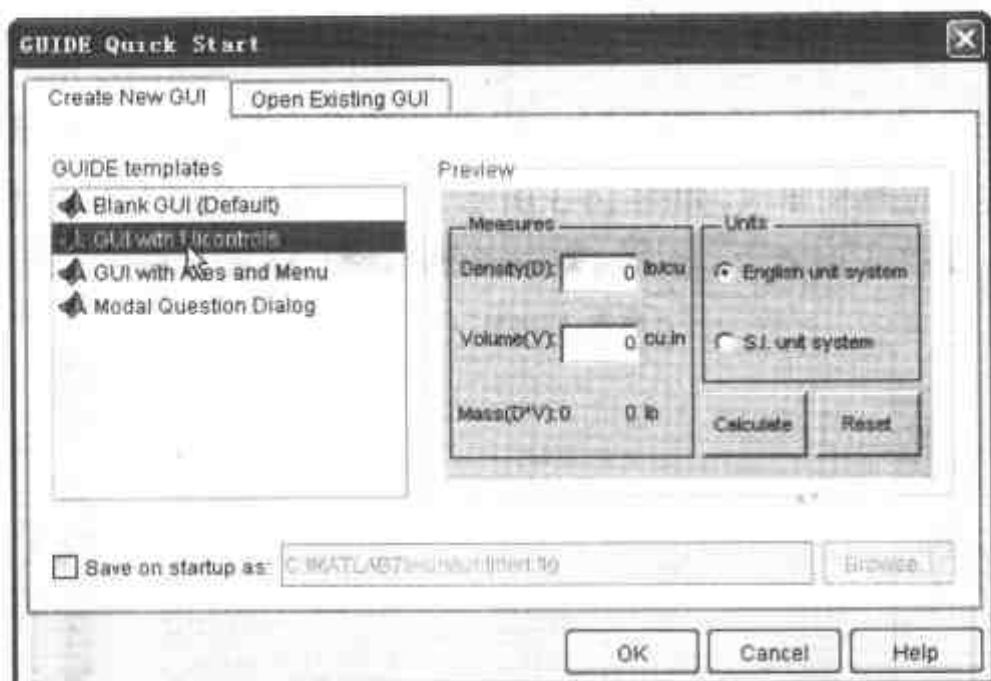 GUIDE Quick Start
Create New GUI
Open Existing GUI
GUIDE templates
Blank GUI (Default)
GUI with Uicontrols
GUI with Axes and Menu
Modal Question Dialog
Preview
Measures
Density(D): 0 lb/cu
Volume(V): 0 cu.in
Mass(D*V): 0 0 lb
Units
English unit system
S.I. unit system
Calculate
Reset
Save on startup as:
Browse
OK
Cancel
Help